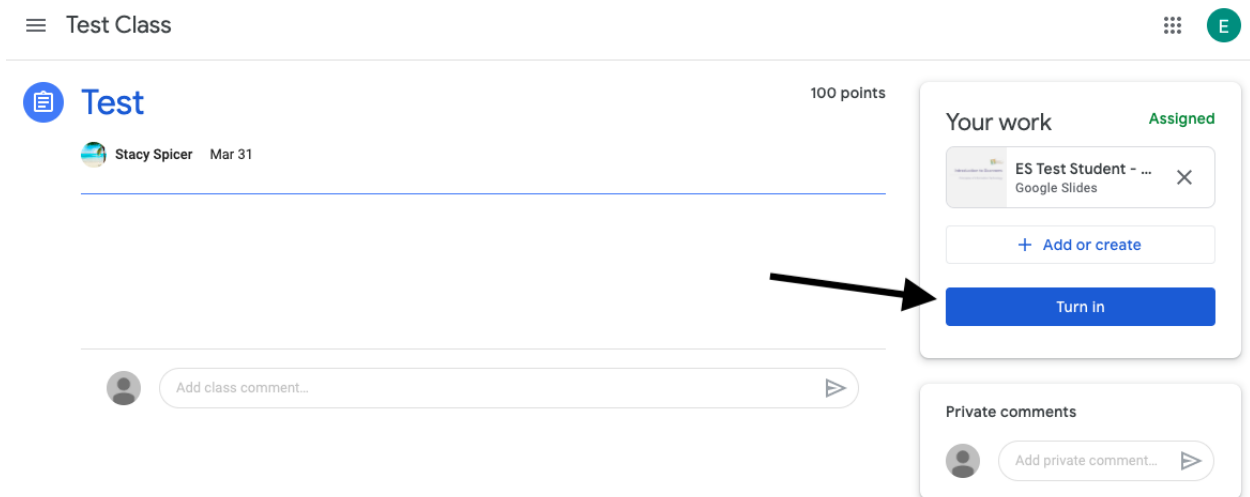 Test Class
E
Test
100 points
Stacy Spicer Mar 31
Add class comment...
Your work
Assigned
ES Test Student - ...
Google Slides
+ Add or create
Turn in
Private comments
Add private comment...